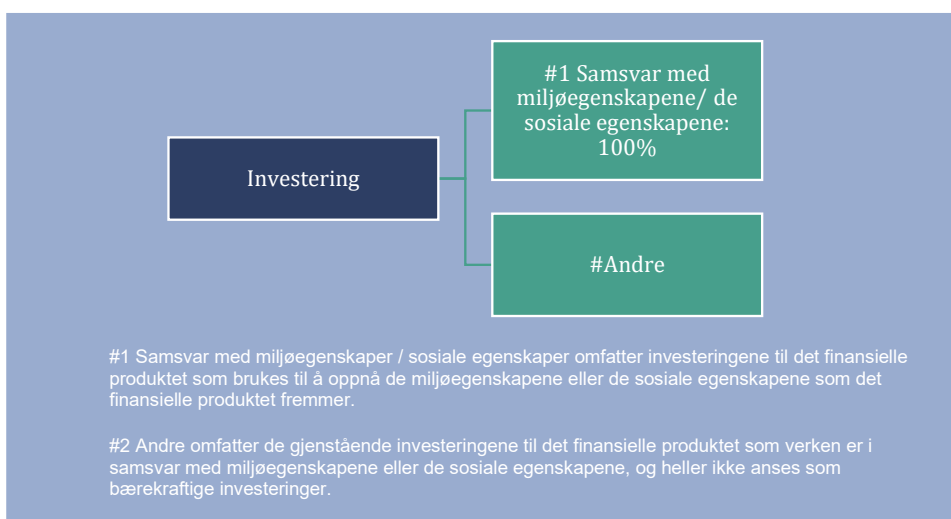 #1 Samsvar med
miljøegenskapene/ de
sosiale egenskapene:
100%
Investering
#Andre
#1 Samsvar med miljøegenskaper / sosiale egenskaper omfatter investeringene til det finansielle
produktet som brukes til å oppnå de miljøegenskapene eller de sosiale egenskapene som det
finansielle produktet fremmer.
#2 Andre omfatter de gjenstående investeringene til det finansielle produktet som verken er i
samsvar med miljøegenskapene eller de sosiale egenskapene, og heller ikke anses som
bærekraftige investeringer.